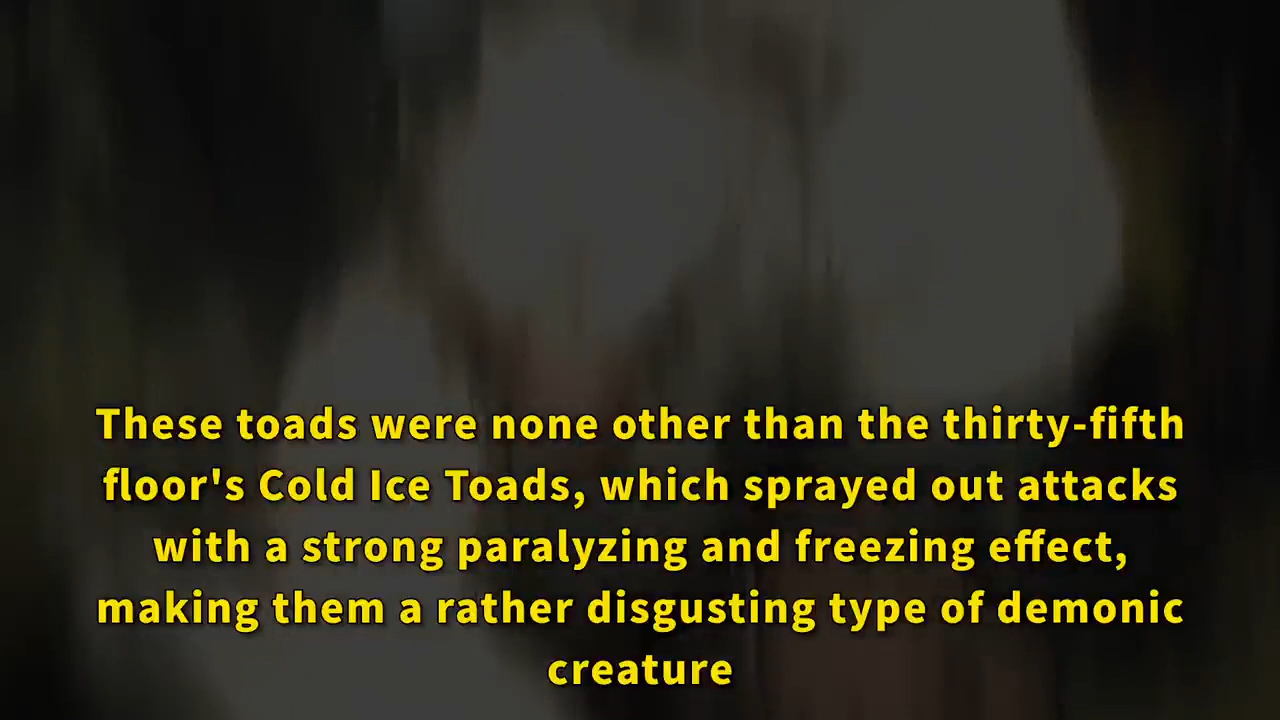 These toads were none other than the thirty-fifth
floor's Cold Ice Toads, which sprayed out attacks
with a strong paralyzing and freezing effect,
making them a rather disgusting type of demonic
creature